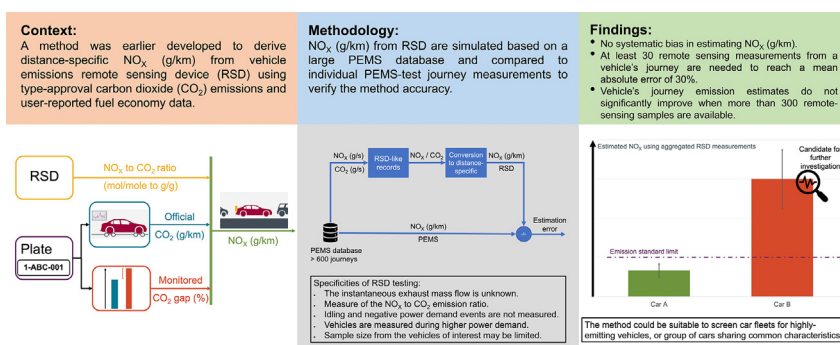 Context:
A method was earlier developed to derive
distance-specific NOX (g/km) from vehicle
emissions remote sensing device (RSD) using
type-approval carbon dioxide (CO2) emissions and
user-reported fuel economy data.
RSD
NOX to CO2 ratio
(mol/mole to g/g)
Plate
1-ABC-001
Official
CO2 (g/km)
Monitored
CO2 gap (%)
NOX (g/km)
Methodology:
NOX (g/km) from RSD are simulated based on a
large PEMS database and compared to
individual PEMS-test journey measurements to
verify the method accuracy.
NOX (g/s)
CO2 (g/s)
RSD-like
records
NOX / CO2
Conversion
to distance-
specific
NOX (g/km)
RSD
NOX (g/km)
PEMS
Estimation
error
PEMS database
> 600 journeys
Specificities of RSD testing:
· The instantaneous exhaust mass flow is unknown.
· Measure of the NOX to CO2 emission ratio.
· Idling and negative power demand events are not measured.
· Vehicles are measured during higher power demand.
· Sample size from the vehicles of interest may be limited.
Findings:
• No systematic bias in estimating NOX (g/km).
• At least 30 remote sensing measurements from a
vehicle's journey are needed to reach a mean
absolute error of 30%.
• Vehicle's journey emission estimates do not
significantly improve when more than 300 remote-
sensing samples are available.
Estimated NOX using aggregated RSD measurements
Candidate for
further
investigation
Emission standard limit
Car A
Car B
The method could be suitable to screen car fleets for highly-
emitting vehicles, or group of cars sharing common characteristics.